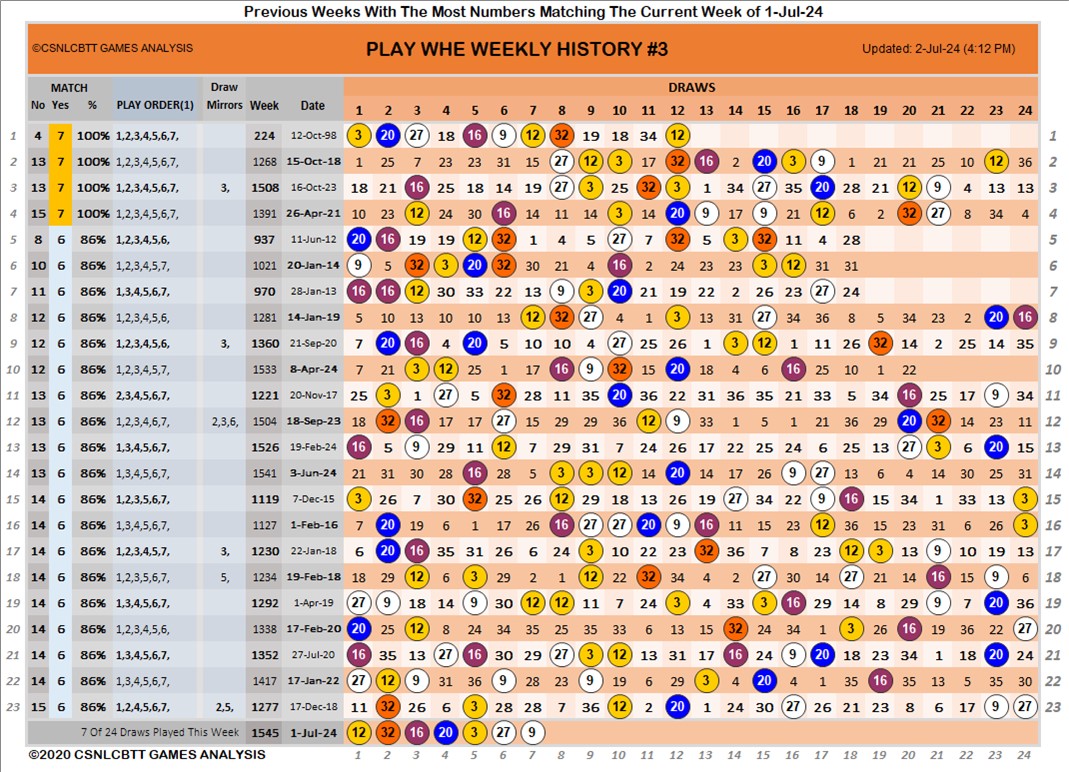 Previous Weeks With The Most Numbers Matching The Current Week of 1-Jul-24
©CSNLCBTT GAMES ANALYSIS PLAY WHE WEEKLY HISTORY #3 Updated: 2-Jul-24 (4:12 PM)
MATCH Draw DRAWS
No Yes % PLAY ORDER(1) Mirrors Week Date 1 2 3 4 5 6 7 8 9 10 11 12 13 14 15 16 17 18 19 20 21 22 23 24
1 4 7 100% 1,2,3,4,5,6,7, 224 12-Oct-98 3 20 27 18 16 9 12 32 19 18 34 12 1
2 13 7 100% 1,2,3,4,5,6,7, 1268 15-Oct-18 1 25 7 23 23 31 15 27 12 3 17 32 16 2 20 3 9 1 21 21 25 10 12 36 2
3 13 7 100% 1,2,3,4,5,6,7, 3, 1508 16-Oct-23 18 21 16 25 18 14 19 27 3 25 32 3 1 34 27 35 20 28 21 12 9 4 13 13 3
4 15 7 100% 1,2,3,4,5,6,7, 1391 26-Apr-21 10 23 12 24 30 16 14 11 14 3 14 20 9 17 9 21 12 6 2 32 27 8 34 4 4
5 8 6 86% 1,2,3,4,5,6, 937 11-Jun-12 20 16 19 19 12 32 1 4 5 27 7 32 5 3 32 11 4 28 5
6 10 6 86% 1,2,3,4,5,7, 1021 20-Jan-14 9 5 32 3 20 32 30 21 4 16 2 24 23 23 3 12 31 31 6
7 11 6 86% 1,3,4,5,6,7, 970 28-Jan-13 16 16 12 30 33 22 13 9 3 20 21 19 22 2 26 23 27 24 7
8 12 6 86% 1,2,3,4,5,6, 1281 14-Jan-19 5 10 13 10 10 13 12 32 27 4 1 3 13 31 27 34 36 8 5 34 23 2 20 16 8
9 12 6 86% 1,2,3,4,5,6, 3, 1360 21-Sep-20 7 20 16 4 20 5 10 10 4 27 25 26 1 3 12 1 11 26 32 14 2 25 14 35 9
10 12 6 86% 1,2,3,4,5,7, 1533 8-Apr-24 7 21 3 12 25 1 17 16 9 32 15 20 18 4 6 16 25 10 1 22 10
11 13 6 86% 2,3,4,5,6,7, 1221 20-Nov-17 25 3 1 27 5 32 28 11 35 20 36 22 31 36 35 21 33 5 34 16 25 17 9 34 11
12 13 6 86% 1,2,3,4,6,7, 2,3,6, 1504 18-Sep-23 18 32 16 17 17 27 15 29 29 36 12 9 33 1 5 1 21 36 29 20 32 14 23 11 12
13 13 6 86% 1,3,4,5,6,7, 1526 19-Feb-24 16 5 9 29 11 12 7 29 31 7 24 26 17 22 25 14 6 25 13 27 3 6 20 15 13
14 13 6 86% 1,3,4,5,6,7, 1541 3-Jun-24 21 31 30 28 16 28 5 3 3 12 14 20 14 17 26 9 27 13 6 4 14 30 25 31 14
15 14 6 86% 1,2,3,5,6,7, 1119 7-Dec-15 3 26 7 30 32 25 26 12 29 18 13 26 19 27 34 22 9 16 15 34 1 33 13 3 15
16 14 6 86% 1,3,4,5,6,7, 1127 1-Feb-16 7 20 19 6 1 17 26 16 27 27 20 9 16 11 15 23 12 36 15 23 31 6 26 3 16
17 14 6 86% 1,2,3,4,5,7, 3, 1230 22-Jan-18 6 20 16 35 31 26 6 24 3 10 22 23 32 36 7 8 23 12 3 13 9 10 19 13 17
18 14 6 86% 1,2,3,5,6,7, 5, 1234 19-Feb-18 18 29 12 6 3 29 2 1 12 22 32 34 4 2 27 30 14 27 21 14 16 15 9 6 18
19 14 6 86% 1,3,4,5,6,7, 1292 1-Apr-19 27 9 18 14 9 30 12 12 11 7 24 3 4 33 3 16 29 14 8 29 9 7 20 36 19
20 14 6 86% 1,2,3,4,5,6, 1338 17-Feb-20 20 25 12 8 24 34 35 25 35 33 6 13 15 32 24 34 1 3 26 16 19 36 22 27 20
21 14 6 86% 1,3,4,5,6,7, 1352 27-Jul-20 16 35 13 27 16 30 29 27 3 12 13 31 17 16 24 9 20 18 23 34 1 18 20 24 21
22 14 6 86% 1,3,4,5,6,7, 1417 17-Jan-22 27 12 9 31 36 9 28 23 9 19 6 29 3 4 20 4 1 35 16 35 13 5 35 30 22
23 15 6 86% 1,2,4,5,6,7, 2,5, 1277 17-Dec-18 11 32 26 6 3 28 28 7 36 12 2 20 1 24 30 27 26 21 23 8 6 17 9 27 23
7 Of 24 Draws Played This Week 1545 1-Jul-24 12 32 16 20 3 27 9
©2020 CSNLCBTT GAMES ANALYSIS 1 2 3 4 5 6 7 8 9 10 11 12 13 14 15 16 17 18 19 20 21 22 23 24